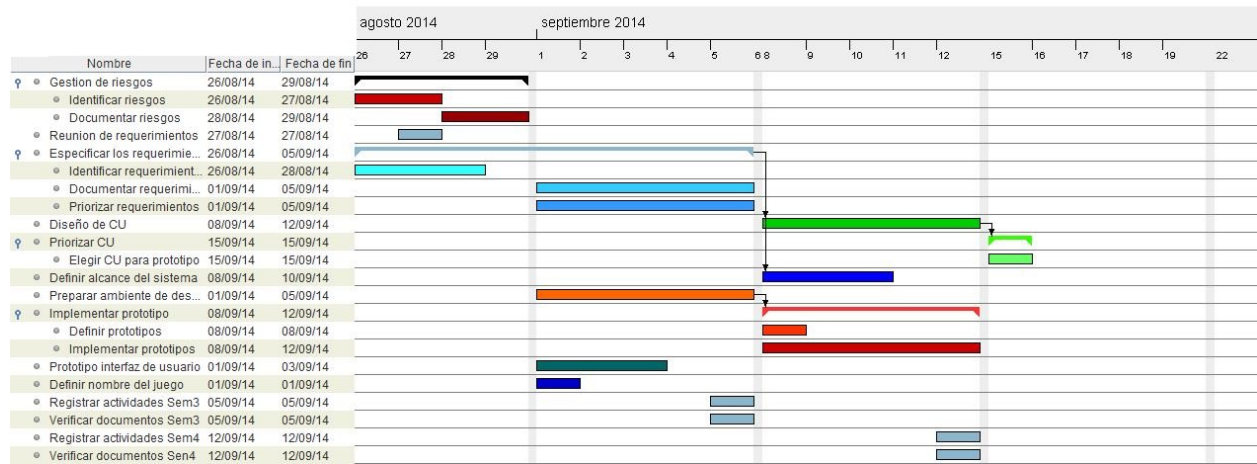 agosto 2014 septiembre 2014
26 27 28 29 1 2 3 4 5 6 8 9 10 11 12 15 16 17 18 19 22
Nombre Fecha de in... Fecha de fin
Gestion de riesgos 26/08/14 29/08/14
Identificar riesgos 26/08/14 27/08/14
Documentar riesgos 28/08/14 29/08/14
Reunion de requerimientos 27/08/14 27/08/14
Especificar los requerimie... 26/08/14 05/09/14
Identificar requerimient... 26/08/14 28/08/14
Documentar requerimi... 01/09/14 05/09/14
Priorizar requerimientos 01/09/14 05/09/14
Diseño de CU 08/09/14 12/09/14
Priorizar CU 15/09/14 15/09/14
Elegir CU para prototipo 15/09/14 15/09/14
Definir alcance del sistema 08/09/14 10/09/14
Preparar ambiente de des... 01/09/14 05/09/14
Implementar prototipo 08/09/14 12/09/14
Definir prototipos 08/09/14 08/09/14
Implementar prototipos 08/09/14 12/09/14
Prototipo interfaz de usuario 01/09/14 03/09/14
Definir nombre del juego 01/09/14 01/09/14
Registrar actividades Sem3 05/09/14 05/09/14
Verificar documentos Sem3 05/09/14 05/09/14
Registrar actividades Sem4 12/09/14 12/09/14
Verificar documentos Sen4 12/09/14 12/09/14